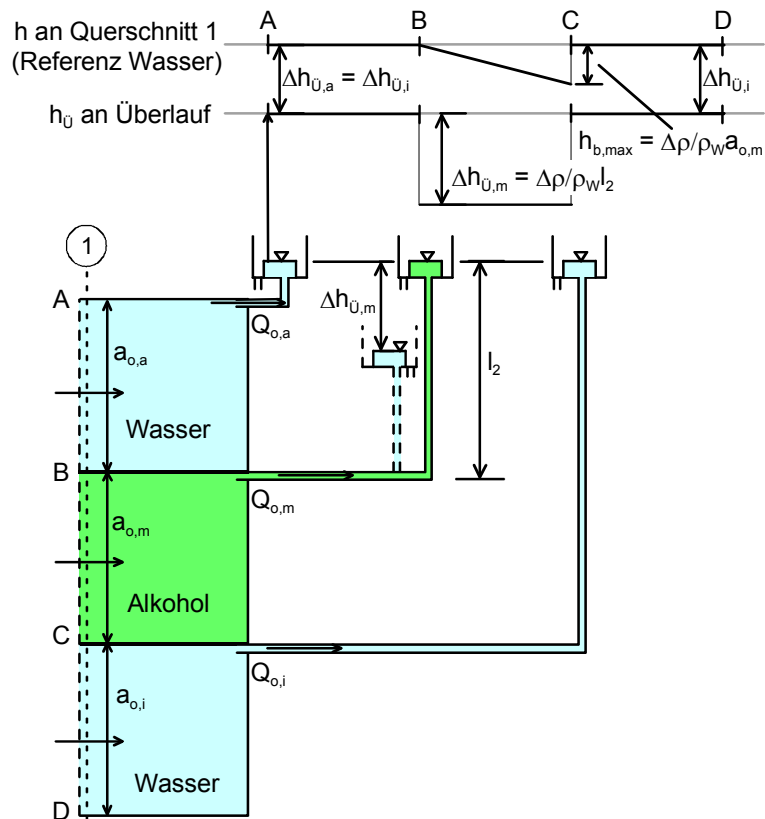 A B C D
h an Querschnitt 1
(Referenz Wasser)
Δh_Ü,a = Δh_Ü,i
Δh_Ü,i
h_Ü an Überlauf
h_b,max = Δρ/ρ_W a_o,m
Δh_Ü,m = Δρ/ρ_W l_2
1
A
Q_o,a
Δh_Ü,m
a_o,a
l_2
Wasser
B
Q_o,m
a_o,m
Alkohol
C
Q_o,i
a_o,i
Wasser
D